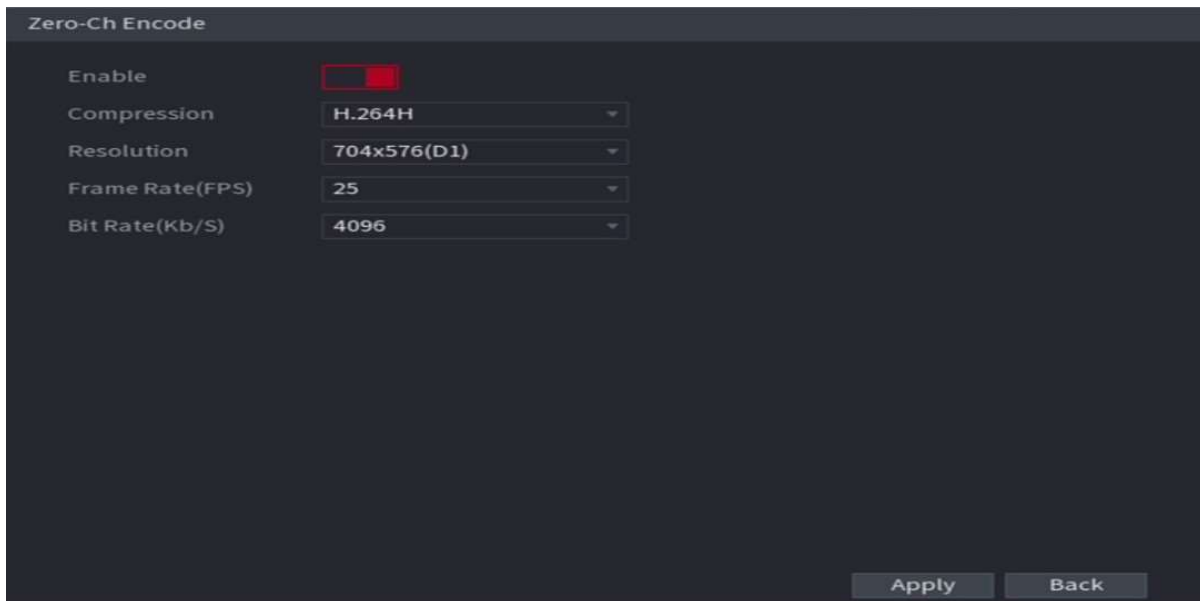 Zero-Ch Encode
Enable
Compression H.264H
Resolution 704x576(D1)
Frame Rate(FPS) 25
Bit Rate(Kb/S) 4096
Apply Back